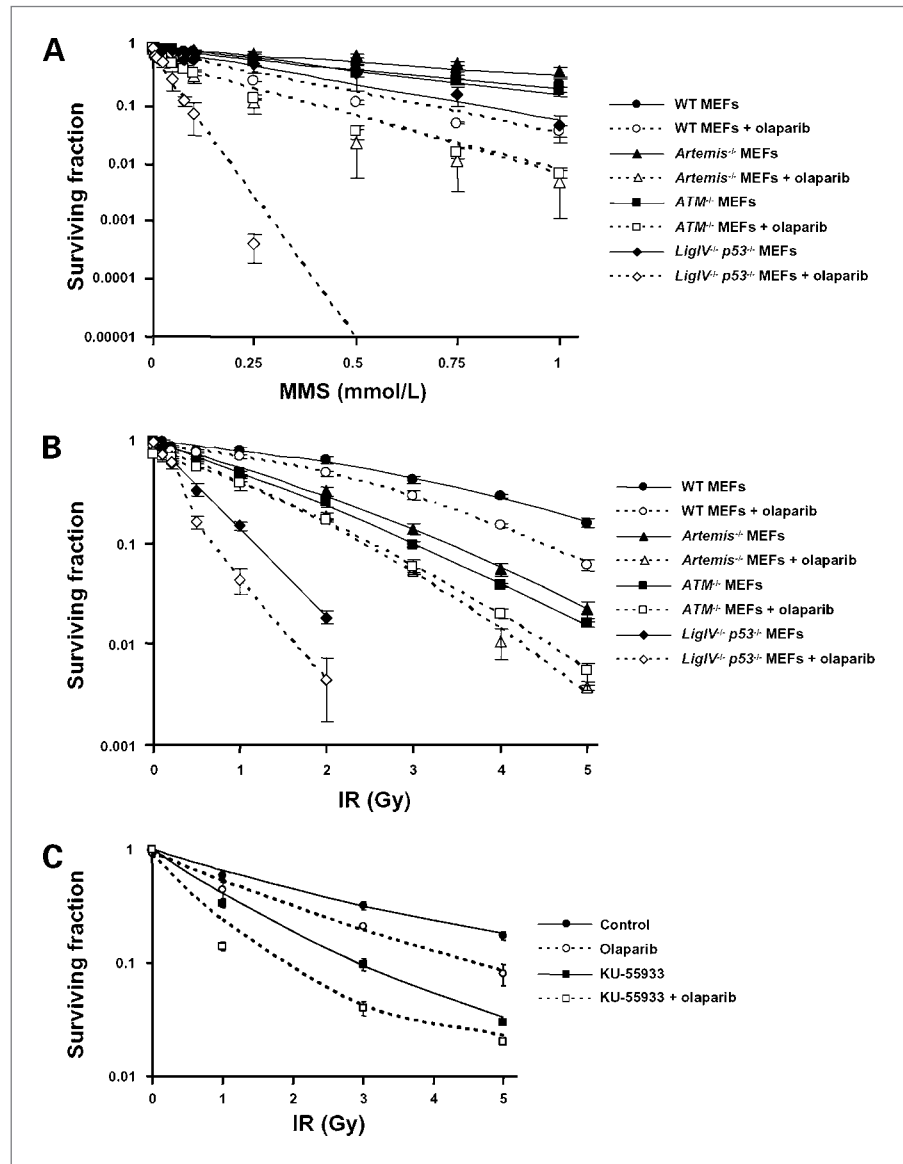 A
Surviving fraction
1
0.1
0.01
0.001
0.0001
0.00001
0
0.25
0.5
0.75
1
MMS (mmol/L)
WT MEFs
WT MEFs + olaparib
Artemis-/- MEFs
Artemis-/- MEFs + olaparib
ATM-/- MEFs
ATM-/- MEFs + olaparib
LigIV-/- p53-/- MEFs
LigIV-/- p53-/- MEFs + olaparib
B
Surviving fraction
1
0.1
0.01
0.001
0
1
2
3
4
5
IR (Gy)
WT MEFs
WT MEFs + olaparib
Artemis-/- MEFs
Artemis-/- MEFs + olaparib
ATM-/- MEFs
ATM-/- MEFs + olaparib
LigIV-/- p53-/- MEFs
LigIV-/- p53-/- MEFs + olaparib
C
Surviving fraction
1
0.1
0.01
0
1
2
3
4
5
IR (Gy)
Control
Olaparib
KU-55933
KU-55933 + olaparib